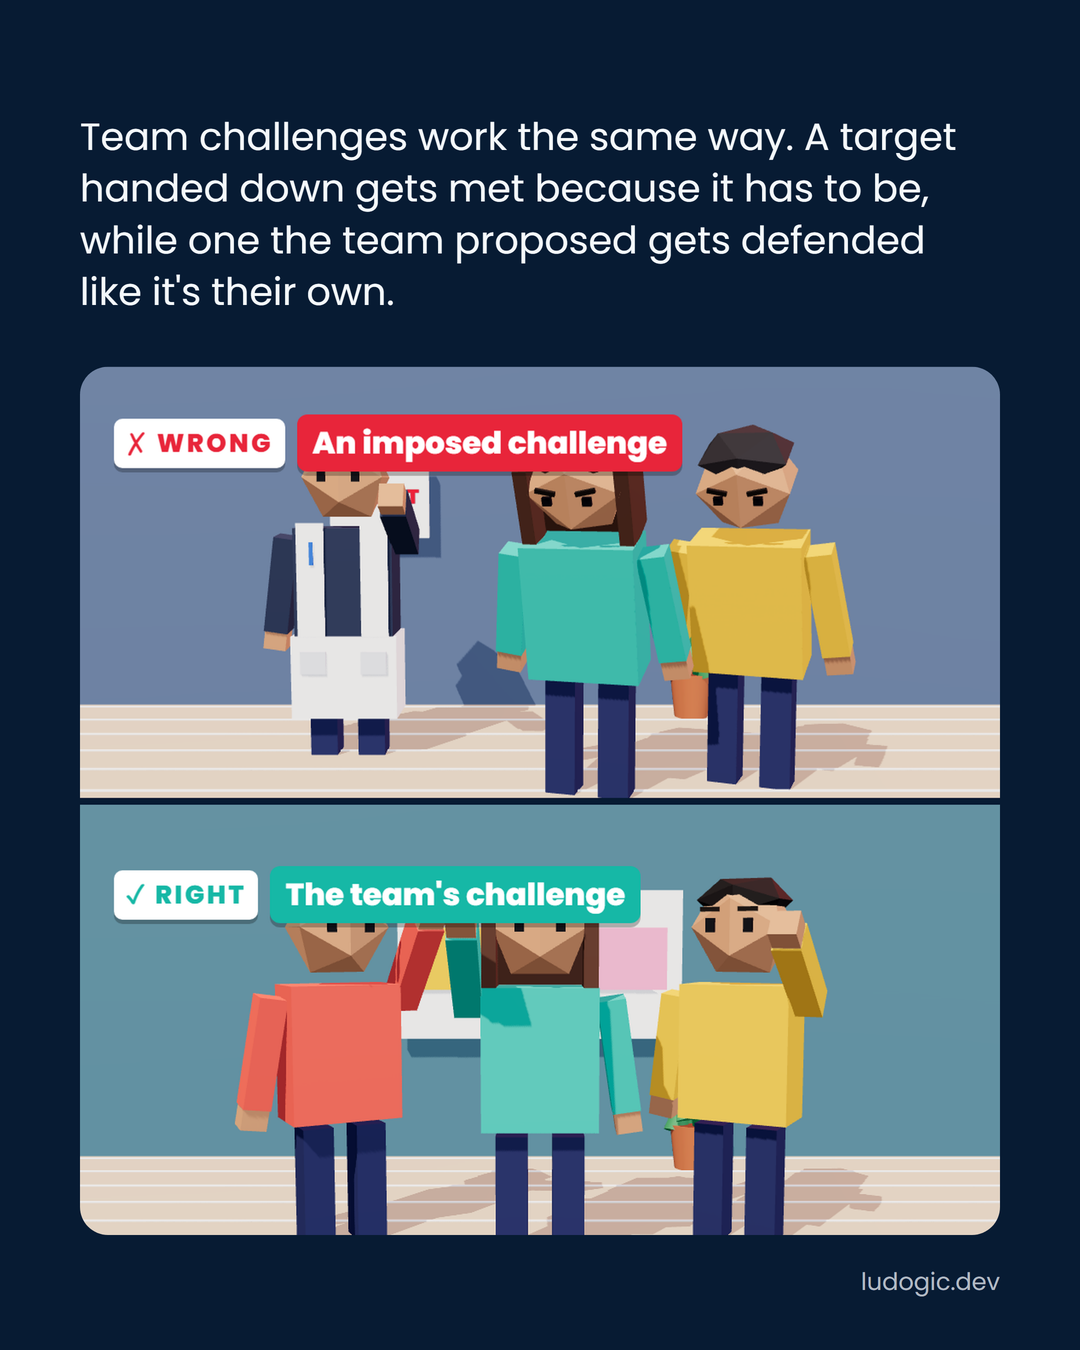 Team challenges work the same way. A target
handed down gets met because it has to be,
while one the team proposed gets defended
like it's their own.
✗ WRONG
An imposed challenge
T
✓ RIGHT
The team's challenge
ludogic.dev